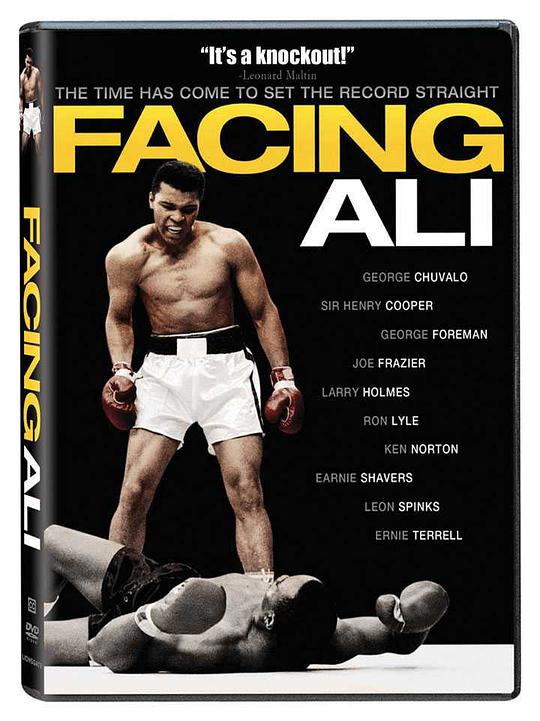 “It's a knockout!”
-Leonard Maltin
THE TIME HAS COME TO SET THE RECORD STRAIGHT
FACING
ALI
GEORGE CHUVALO
SIR HENRY COOPER
GEORGE FOREMAN
JOE FRAZIER
LARRY HOLMES
RON LYLE
KEN NORTON
EARNIE SHAVERS
LEON SPINKS
ERNIE TERRELL
FACING ALI
DVD